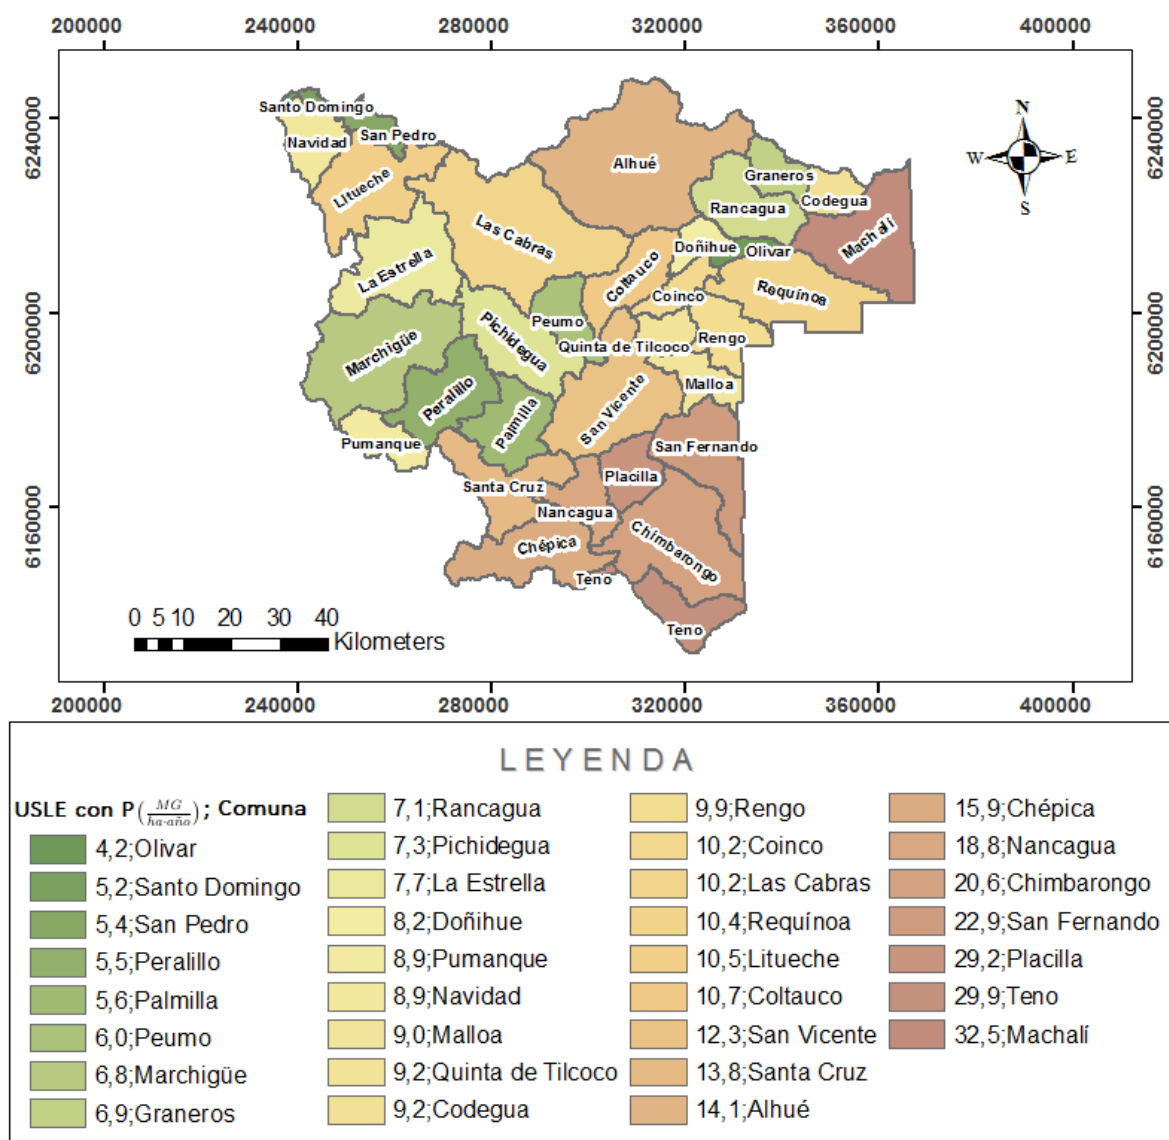 200000 240000 280000 320000 360000 400000
6240000 6240000
6200000 6200000
6160000 6160000
N
W E
S
Santo Domingo
San Pedro
Navidad
Litueche
Alhué
Graneros
Codegua
Rancagua
Machalí
Las Cabras
Doñihue
Olivar
La Estrella
Coltauco
Coinco
Requínoa
Peumo
Pichidegua
Quinta de Tilcoco
Rengo
Marchigüe
Malloa
Peralillo
Palmilla
San Vicente
Pumanque
San Fernando
Placilla
Santa Cruz
Nancagua
Chépica
Chimbarongo
Teno
Teno
0 5 10 20 30 40
Kilometers
200000 240000 280000 320000 360000 400000
LEYENDA
USLE con P(MG/ha·año); Comuna
4,2;Olivar
5,2;Santo Domingo
5,4;San Pedro
5,5;Peralillo
5,6;Palmilla
6,0;Peumo
6,8;Marchigüe
6,9;Graneros
7,1;Rancagua
7,3;Pichidegua
7,7;La Estrella
8,2;Doñihue
8,9;Pumanque
8,9;Navidad
9,0;Malloa
9,2;Quinta de Tilcoco
9,2;Codegua
9,9;Rengo
10,2;Coinco
10,2;Las Cabras
10,4;Requínoa
10,5;Litueche
10,7;Coltauco
12,3;San Vicente
13,8;Santa Cruz
14,1;Alhué
15,9;Chépica
18,8;Nancagua
20,6;Chimbarongo
22,9;San Fernando
29,2;Placilla
29,9;Teno
32,5;Machalí